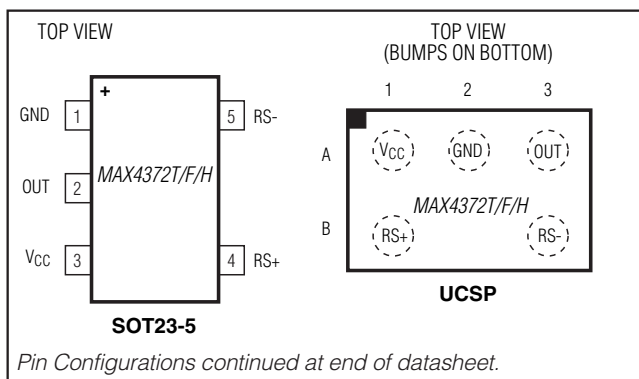 TOP VIEW
+
GND 1
5 RS-
MAX4372T/F/H
OUT 2
VCC 3
4 RS+
SOT23-5
TOP VIEW
(BUMPS ON BOTTOM)
1 2 3
A
VCC GND OUT
MAX4372T/F/H
B
RS+ RS-
UCSP
Pin Configurations continued at end of datasheet.